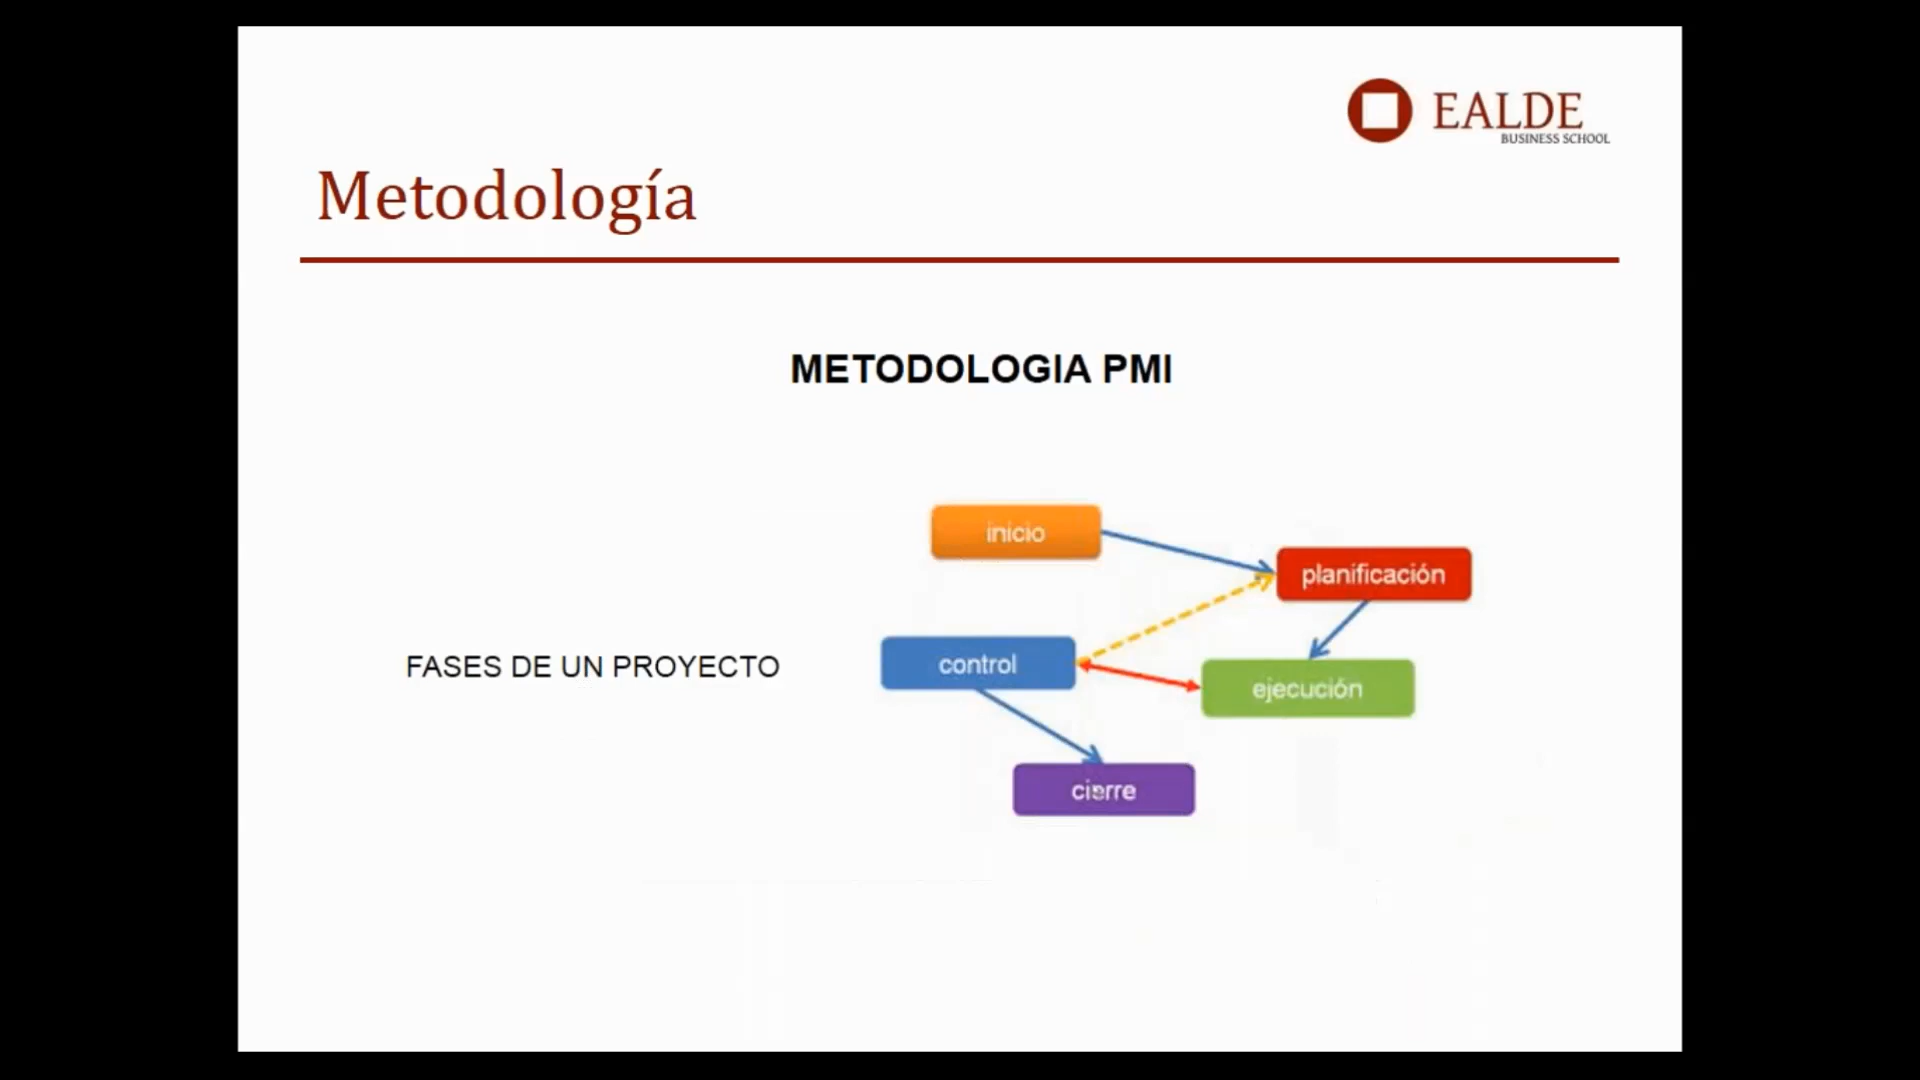 EALDE
BUSINESS SCHOOL
Metodología
METODOLOGIA PMI
inicio
planificación
FASES DE UN PROYECTO
control
ejecución
cierre